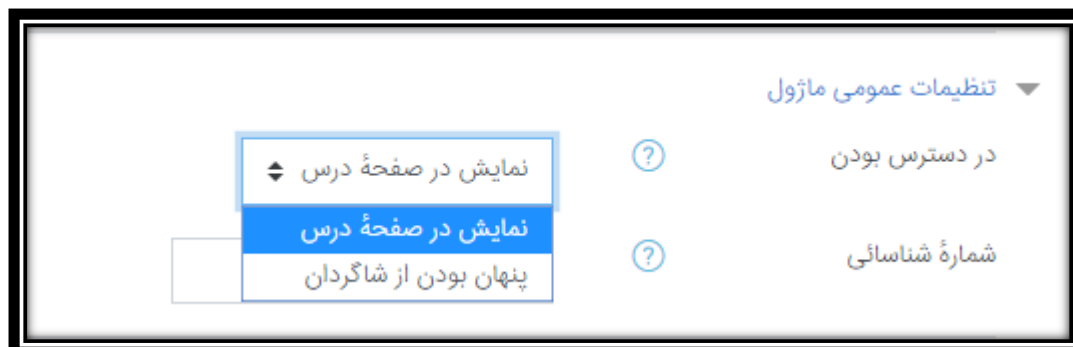 تنظیمات عمومی ماژول
در دسترس بودن
نمایش در صفحهٔ درس
نمایش در صفحهٔ درس
پنهان بودن از شاگردان
شمارهٔ شناسائی